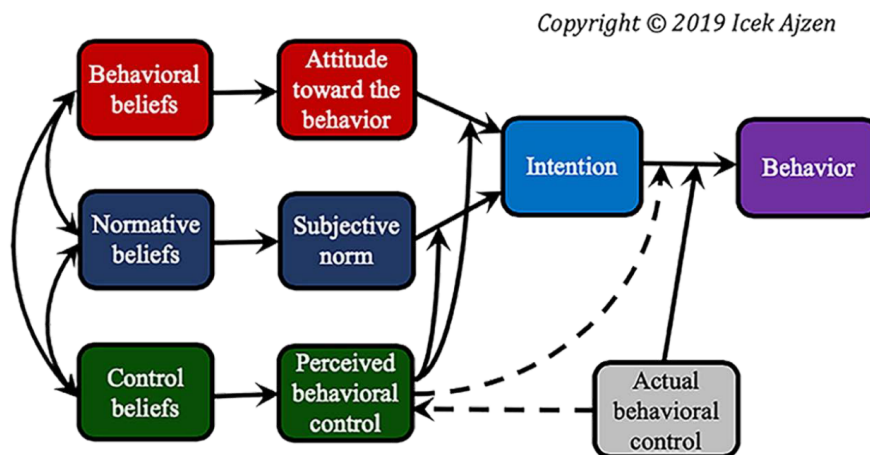 Copyright © 2019 Icek Ajzen
Behavioral
beliefs
Attitude
toward the
behavior
Intention
Behavior
Normative
beliefs
Subjective
norm
Control
beliefs
Perceived
behavioral
control
Actual
behavioral
control